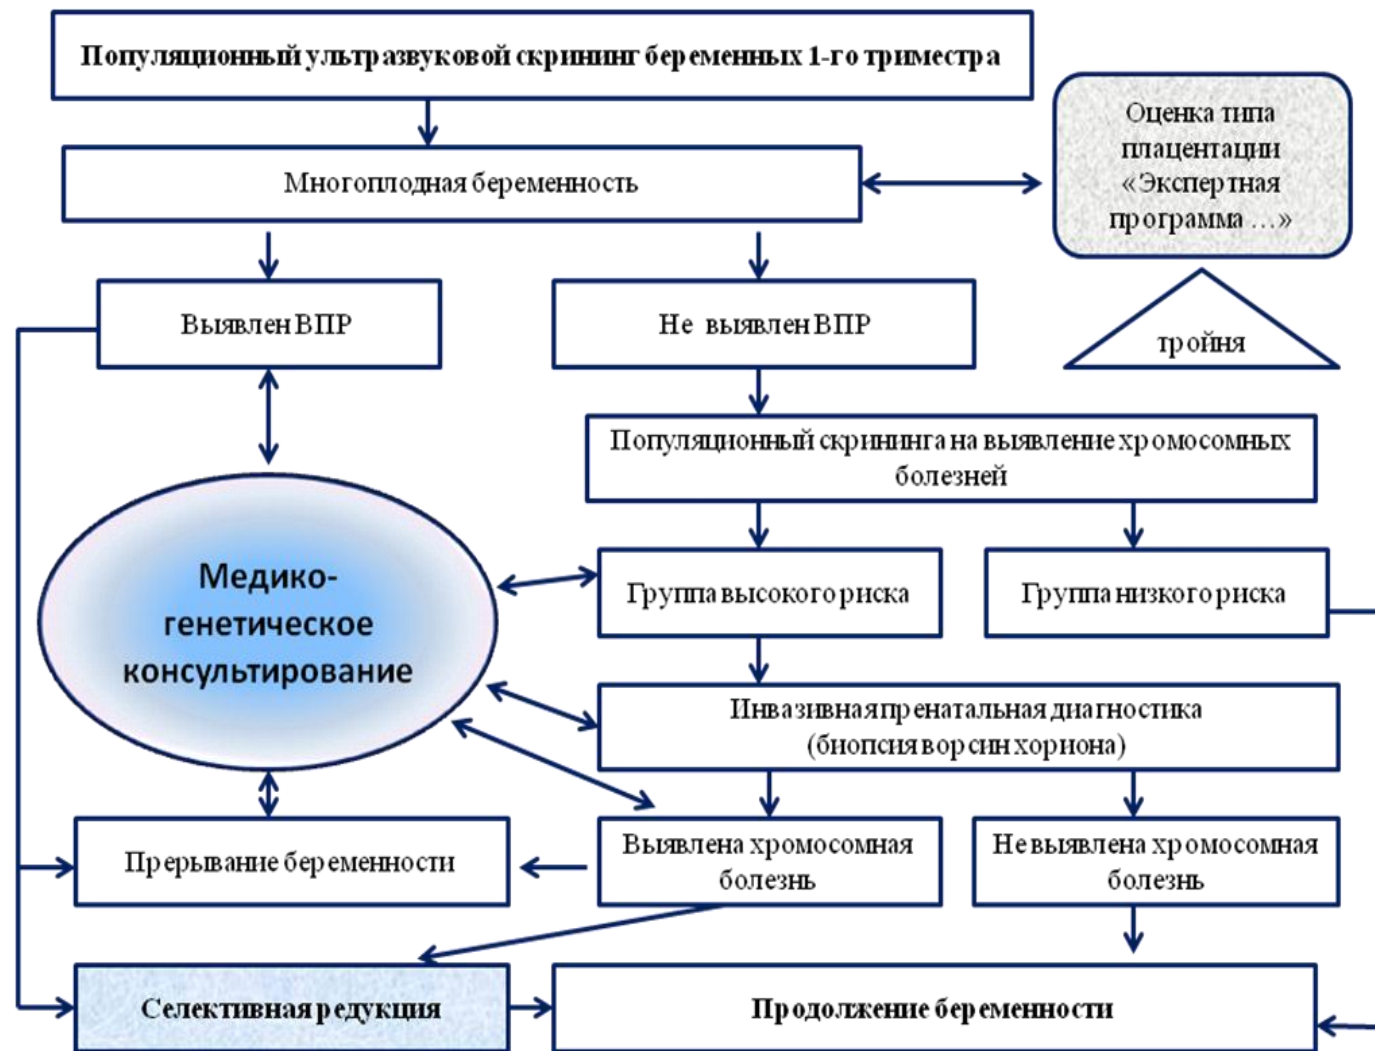 Популяционный ультразвуковой скрининг беременных 1-го триместра
Оценка типа
плацентации
«Экспертная
программа ...»
Многоплодная беременность
Выявлен ВПР
Не выявлен ВПР
тройня
Популяционный скрининга на выявление хромосомных
болезней
Медико-
генетическое
консультирование
Группа высокого риска
Группа низкого риска
Инвазивная пренатальная диагностика
(биопсия ворсин хориона)
Прерывание беременности
Выявлена хромосомная
болезнь
Не выявлена хромосомная
болезнь
Селективная редукция
Продолжение беременности